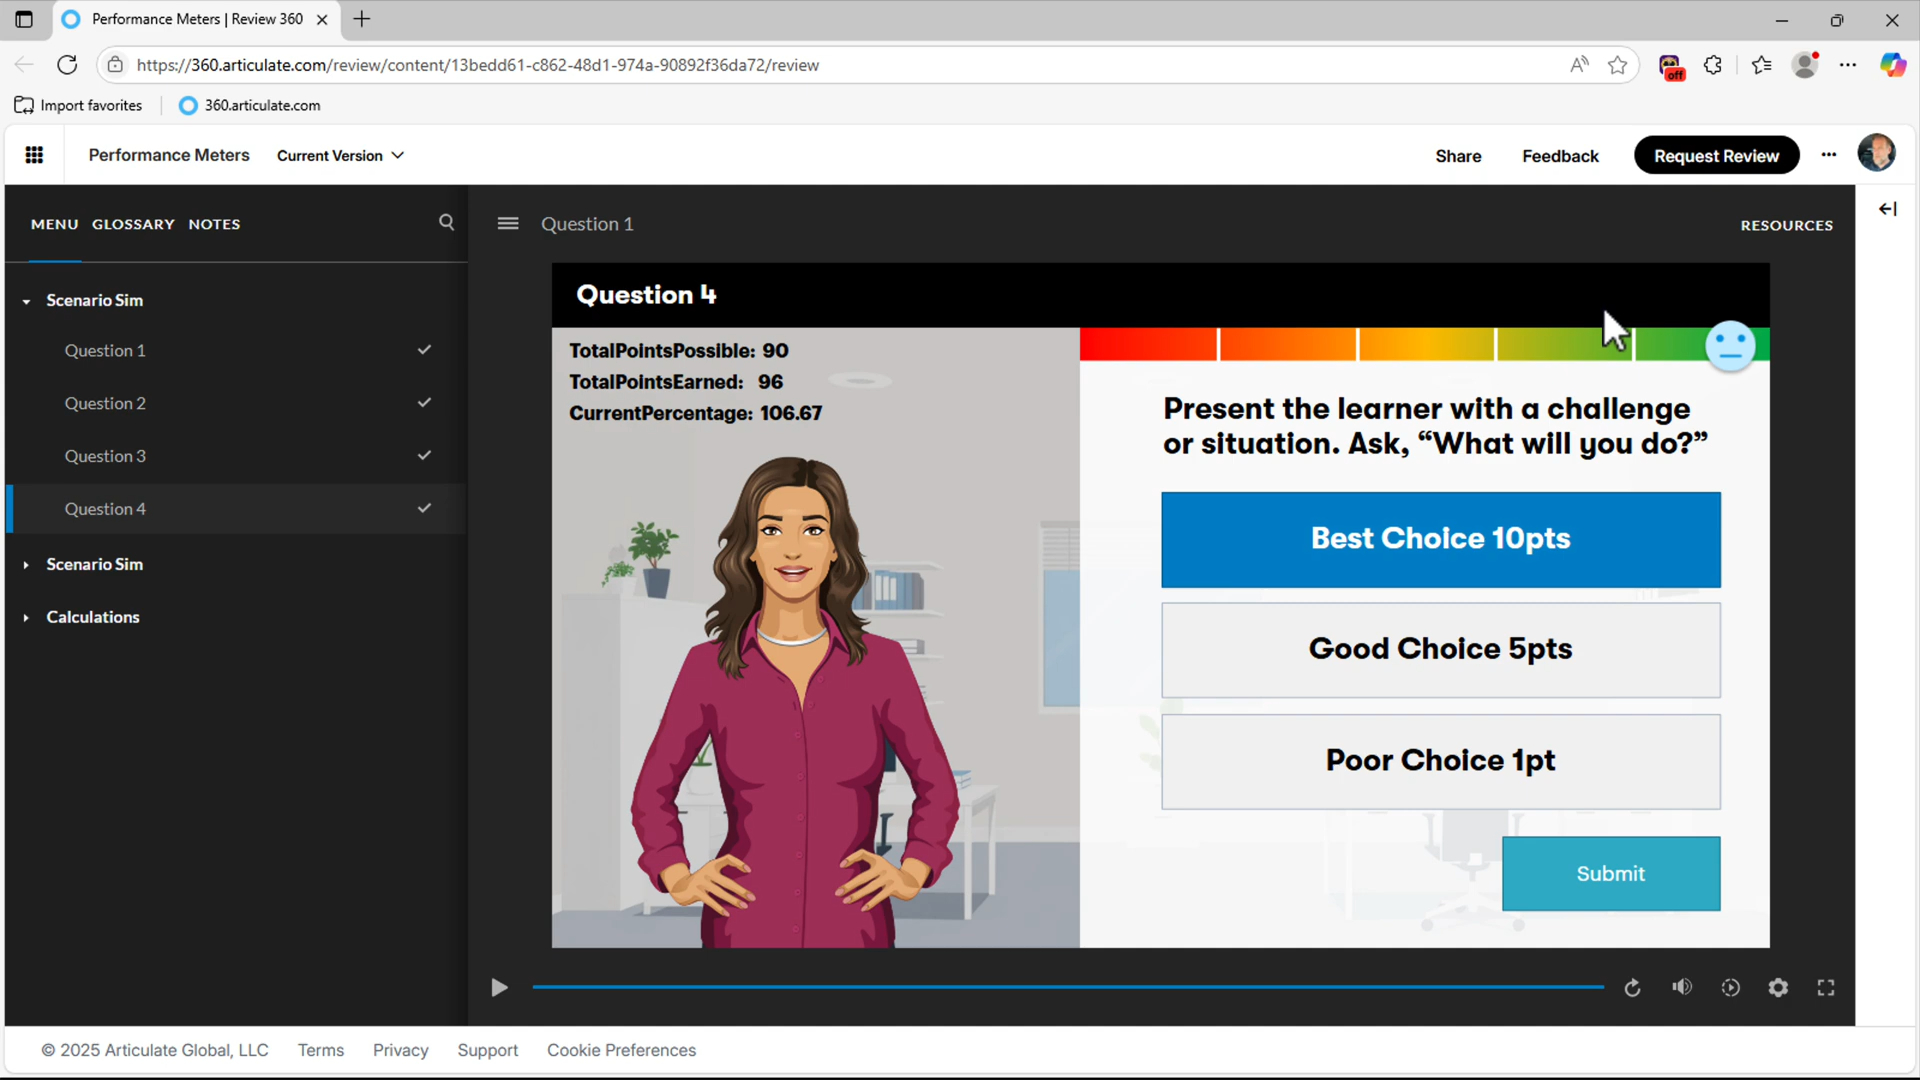 Performance Meters | Review 360
https://360.articulate.com/review/content/13bedd61-c862-48d1-974a-90892f36da72/review
off
Import favorites
360.articulate.com
Performance Meters
Current Version
Share
Feedback
Request Review
MENU
GLOSSARY
NOTES
Question 1
RESOURCES
Scenario Sim
Question 1
Question 2
Question 3
Question 4
Scenario Sim
Calculations
Question 4
TotalPointsPossible: 90
TotalPointsEarned: 96
CurrentPercentage: 106.67
Present the learner with a challenge
or situation. Ask, “What will you do?”
Best Choice 10pts
Good Choice 5pts
Poor Choice 1pt
Submit
© 2025 Articulate Global, LLC
Terms
Privacy
Support
Cookie Preferences